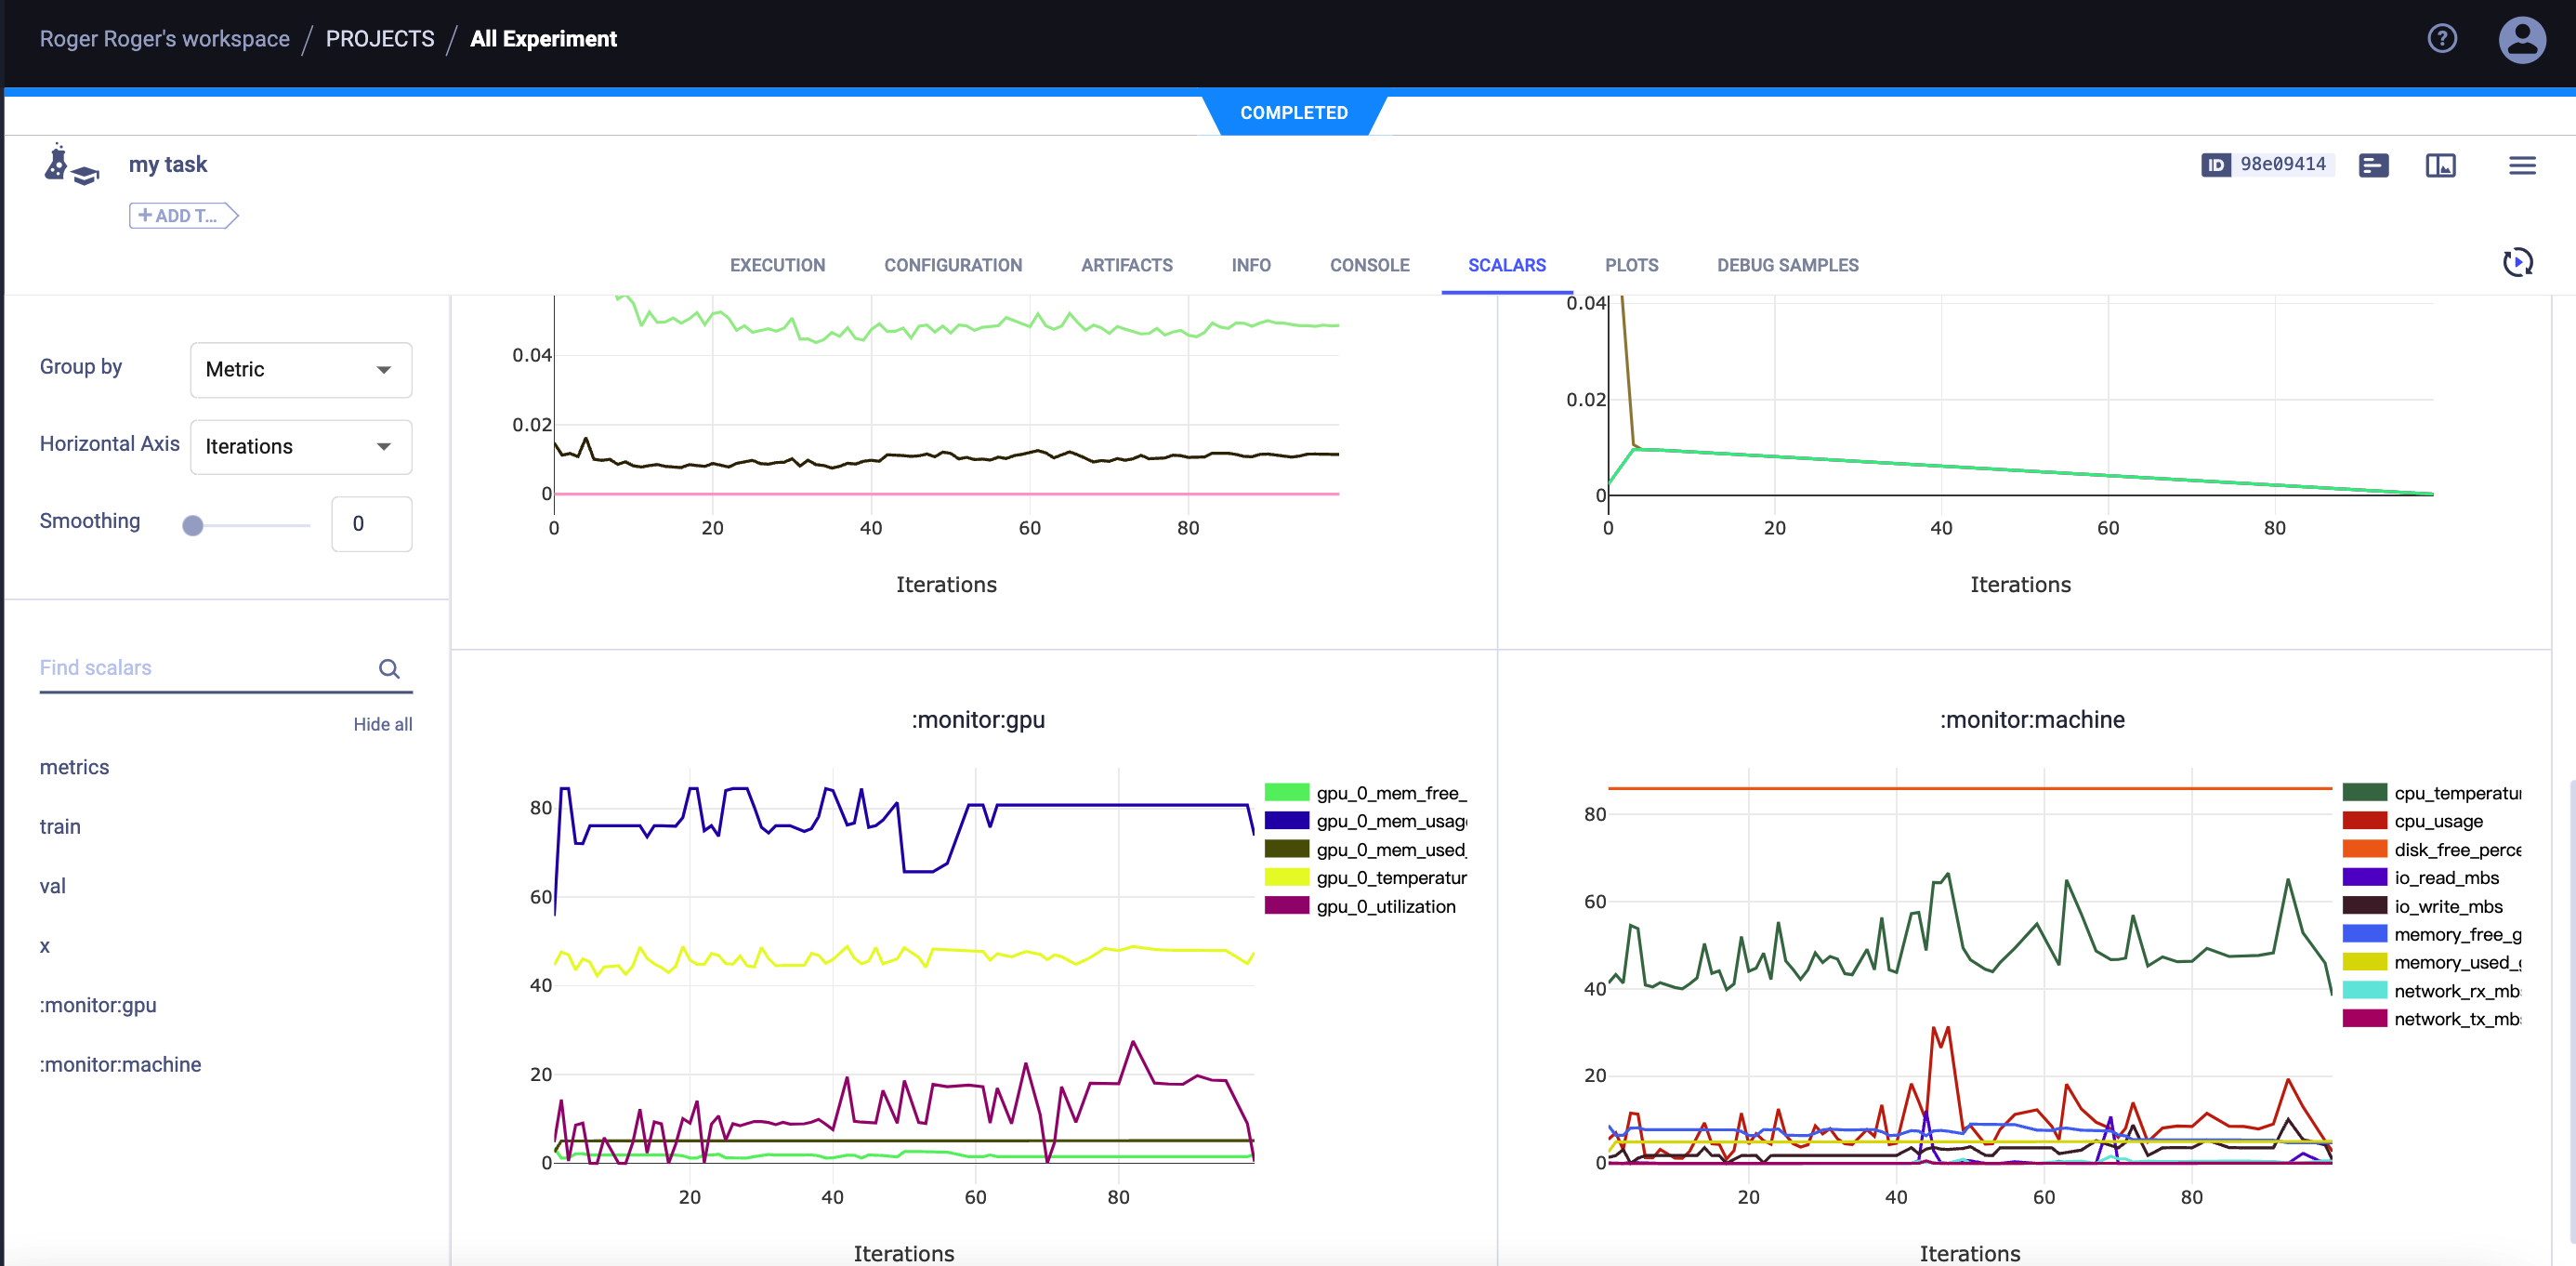 Roger Roger's workspace / PROJECTS / All Experiment
COMPLETED
my task
ID 98e09414
+ ADD T...
EXECUTION CONFIGURATION ARTIFACTS INFO CONSOLE SCALARS PLOTS DEBUG SAMPLES
Group by Metric
Horizontal Axis Iterations
Smoothing 0
Find scalars
Hide all
metrics
train
val
x
:monitor:gpu
:monitor:machine
0.04
0.02
0
0 20 40 60 80
Iterations
0.04
0.02
0
0 20 40 60 80
Iterations
:monitor:gpu
80
60
40
20
0
20 40 60 80
Iterations
gpu_0_mem_free_
gpu_0_mem_usag
gpu_0_mem_used_
gpu_0_temperatur
gpu_0_utilization
:monitor:machine
80
60
40
20
0
20 40 60 80
Iterations
cpu_temperatu
cpu_usage
disk_free_perce
io_read_mbs
io_write_mbs
memory_free_g
memory_used_g
network_rx_mb
network_tx_mb